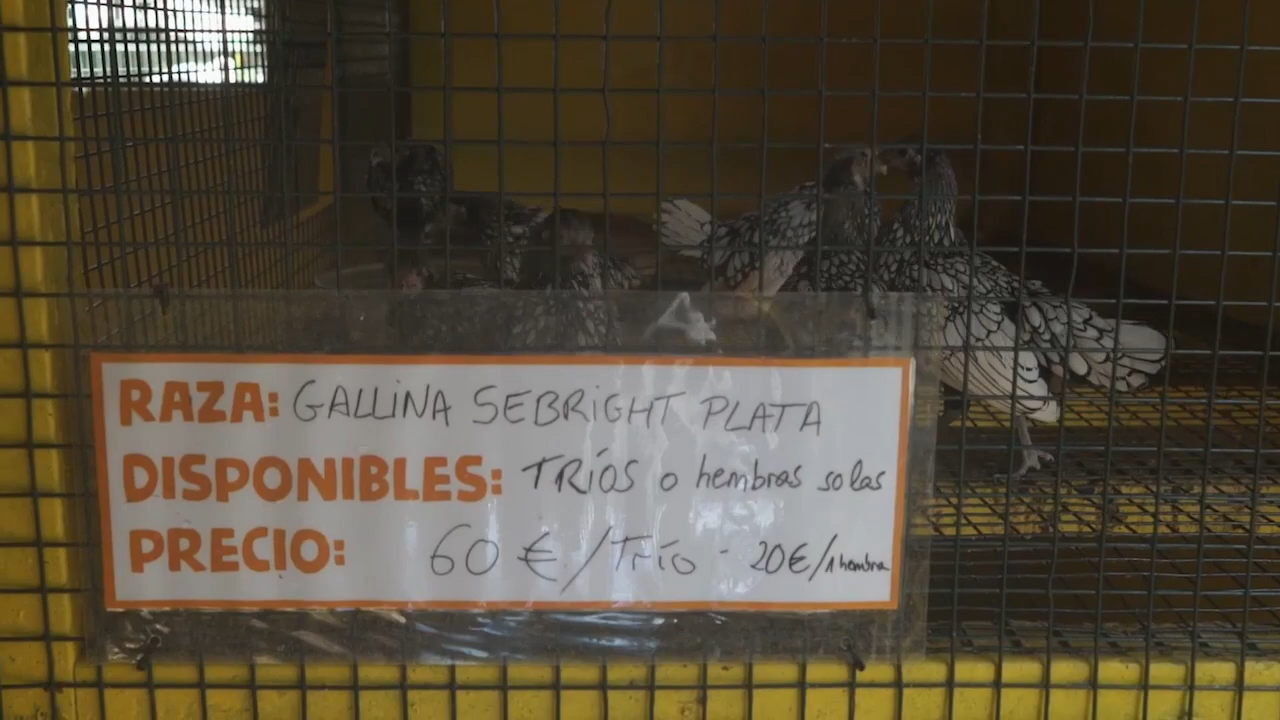 RAZA: GALLINA SEBRIGHT PLATA
DISPONIBLES: TRÍOS o hembras solas
PRECIO: 60 €/Trío - 20€/1 hembra